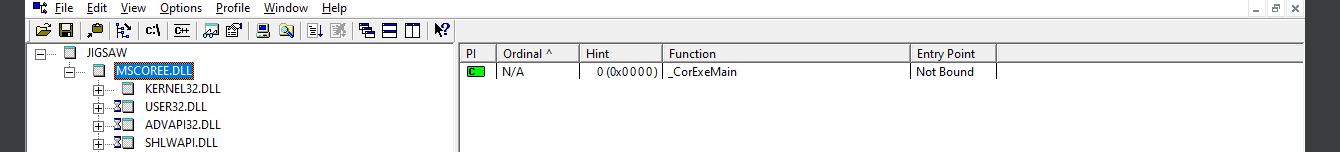 File Edit View Options Profile Window Help
c:\ C++
JIGSAW
MSCOREE.DLL
KERNEL32.DLL
USER32.DLL
ADVAPI32.DLL
SHLWAPI.DLL
PI Ordinal ^ Hint Function Entry Point
C N/A 0 (0x0000) _CorExeMain Not Bound